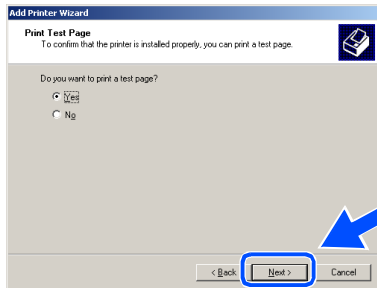 Add Printer Wizard
Print Test Page
To confirm that the printer is installed properly, you can print a test page.
Do you want to print a test page?
Yes
No
< Back
Next >
Cancel